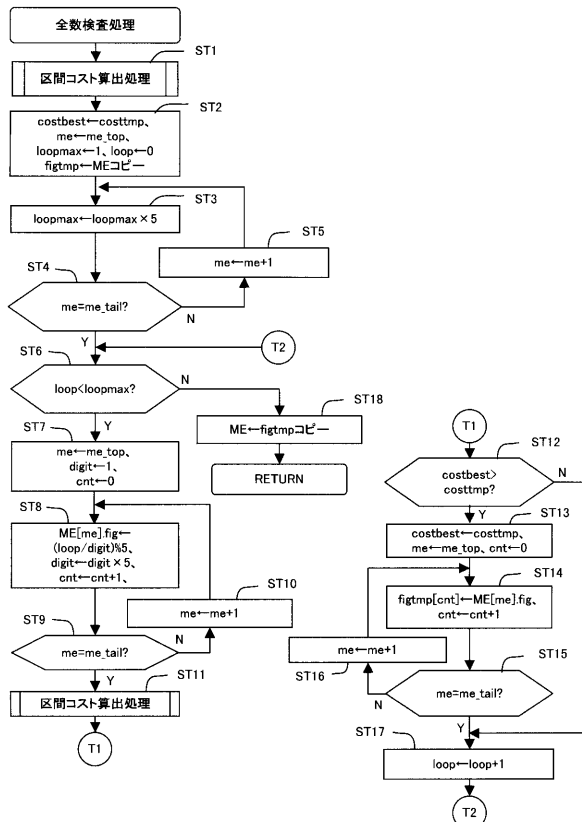 全数検査処理
ST1
区間コスト算出処理
ST2
costbest←costtmp、
me←me_top、
loopmax←1、loop←0
figtmp←MEコピー
ST3
loopmax←loopmax×5
ST5
me←me+1
ST4
me=me_tail?
N
Y
T2
ST6
loop<loopmax?
N
Y
ST18
ME←figtmpコピー
RETURN
ST7
me←me_top、
digit←1、
cnt←0
ST8
ME[me].fig←
(loop/digit)%5、
digit←digit×5、
cnt←cnt+1、
ST10
me←me+1
ST9
me=me_tail?
N
Y
ST11
区間コスト算出処理
T1
T1
ST12
costbest>
costtmp?
N
Y
ST13
costbest←costtmp、
me←me_top、cnt←0
ST14
figtmp[cnt]←ME[me].fig、
cnt←cnt+1
me←me+1
ST16
ST15
me=me_tail?
N
Y
ST17
loop←loop+1
T2